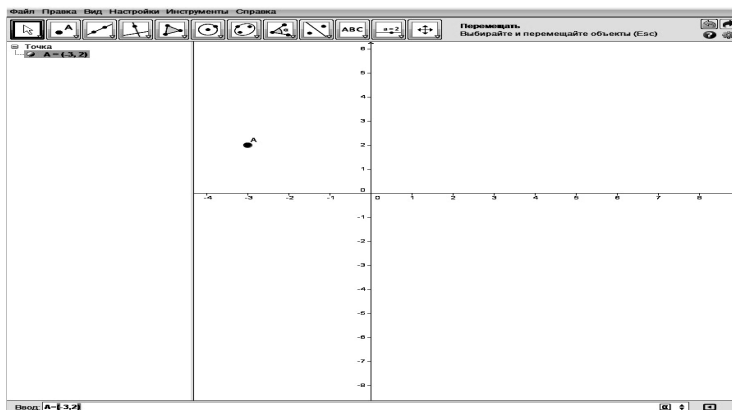 Файл Правка Вид Настройки Инструменты Справка
A
ABC
a=2
Перемещать
Выбирайте и перемещайте объекты (Esc)
Точка
A = (-3, 2)
A
6
5
4
3
2
1
0
-4 -3 -2 -1 0 1 2 3 4 5 6 7 8
-1
-2
-3
-4
-5
-6
-7
-8
Ввод: A=(-3,2)
α